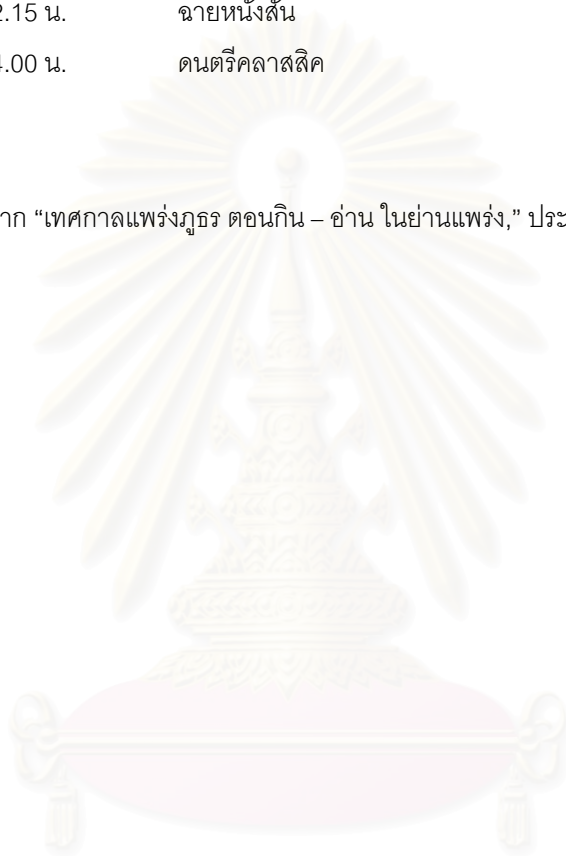 2.15 น. ฉายหนังสั้น
4.00 น. ดนตรีคลาสสิค
าก “เทศกาลแพร่งภูธร ตอนกิน – อ่าน ในย่านแพร่ง,” ประ